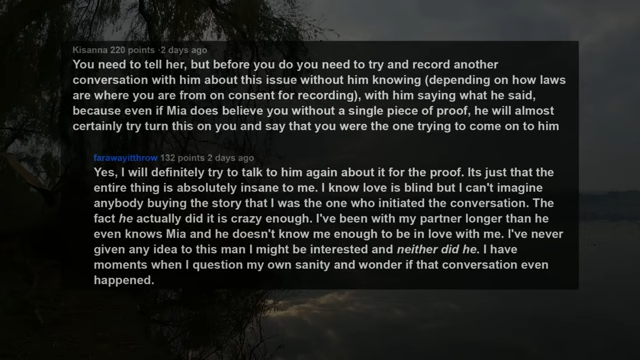 Kisanna 220 points ·2 days ago
You need to tell her, but before you do you need to try and record another
conversation with him about this issue without him knowing (depending on how laws
are where you are from on consent for recording), with him saying what he said,
because even if Mia does believe you without a single piece of proof, he will almost
certainly try turn this on you and say that you were the one trying to come on to him
farawayitthrow 132 points 2 days ago
Yes, I will definitely try to talk to him again about it for the proof. Its just that the
entire thing is absolutely insane to me. I know love is blind but I can't imagine
anybody buying the story that I was the one who initiated the conversation. The
fact he actually did it is crazy enough. I've been with my partner longer than he
even knows Mia and he doesn't know me enough to be in love with me. I've never
given any idea to this man I might be interested and neither did he. I have
moments when I question my own sanity and wonder if that conversation even
happened.